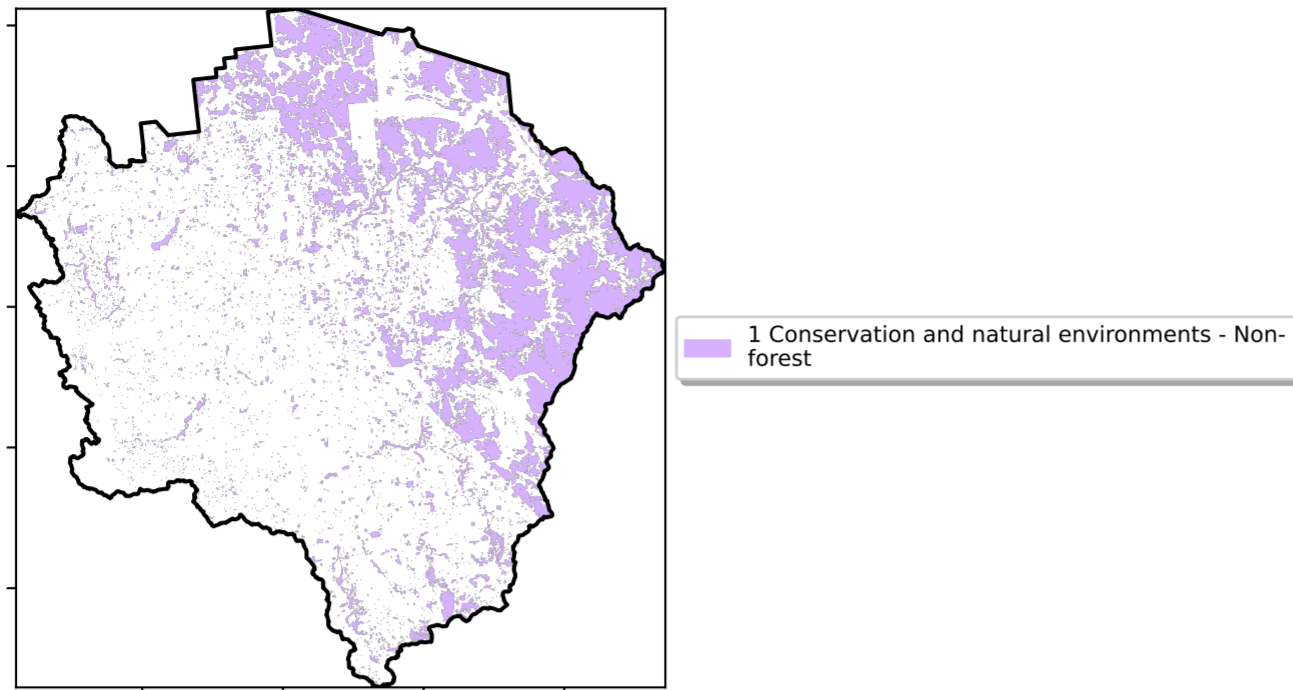 1 Conservation and natural environments - Non-
forest